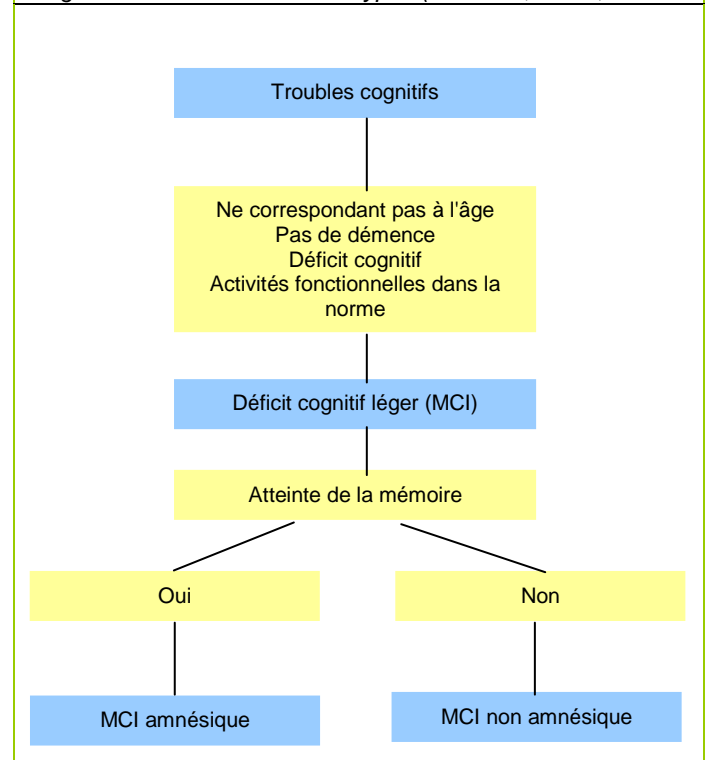 Troubles cognitifs
Ne correspondant pas à l'âge
Pas de démence
Déficit cognitif
Activités fonctionnelles dans la
norme
Déficit cognitif léger (MCI)
Atteinte de la mémoire
Oui
Non
MCI amnésique
MCI non amnésique